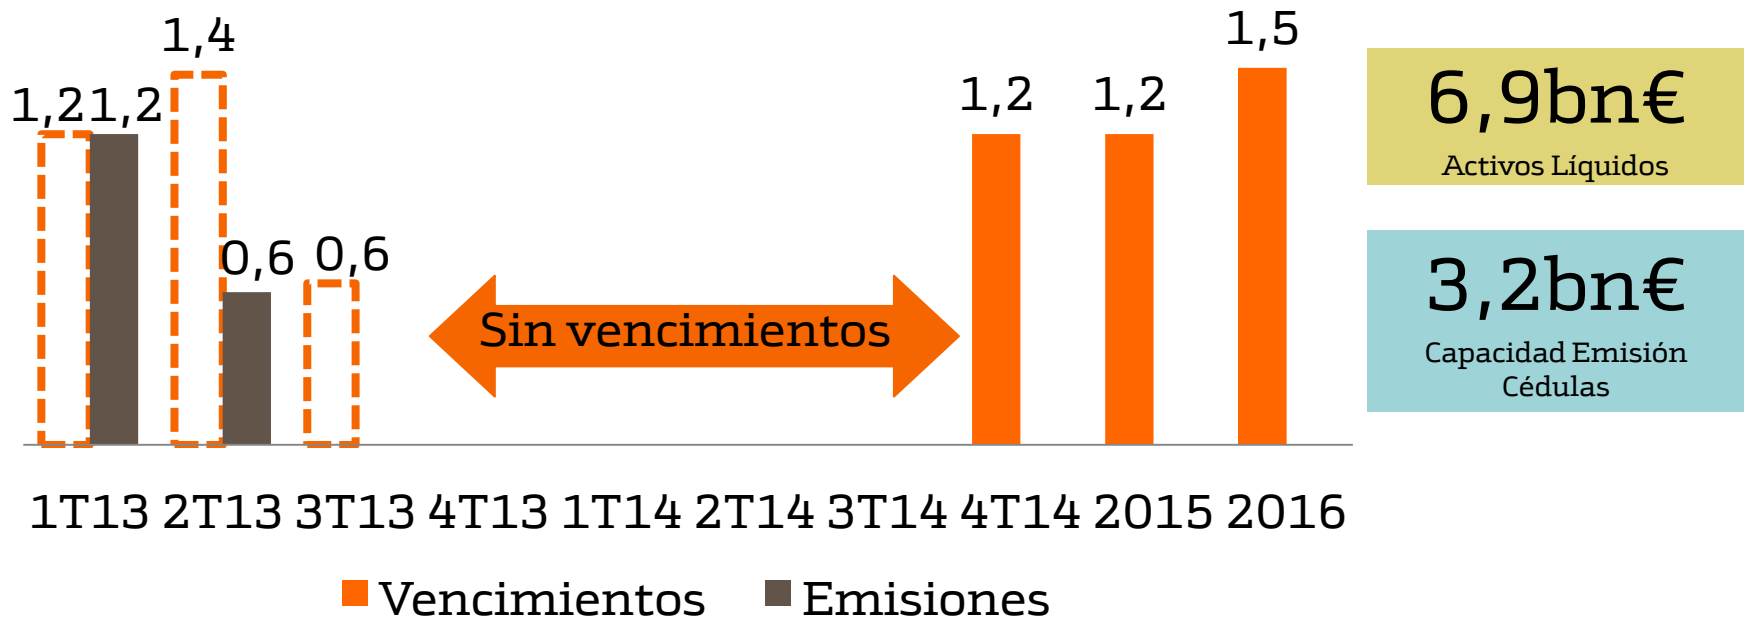 1,2 1,2 1,4 0,6 0,6 1,2 1,2 1,5
Sin vencimientos
1T13 2T13 3T13 4T13 1T14 2T14 3T14 4T14 2015 2016
Vencimientos Emisiones
6,9bn€
Activos Líquidos
3,2bn€
Capacidad Emisión
Cédulas